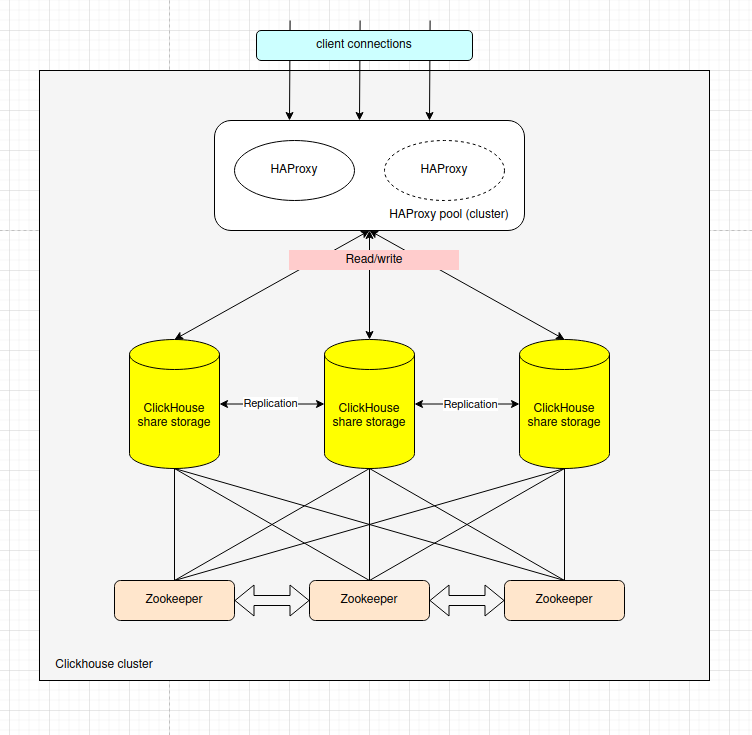 client connections
HAProxy
HAProxy
HAProxy pool (cluster)
Read/write
ClickHouse
share storage
Replication
ClickHouse
share storage
Replication
ClickHouse
share storage
Zookeeper
Zookeeper
Zookeeper
Clickhouse cluster